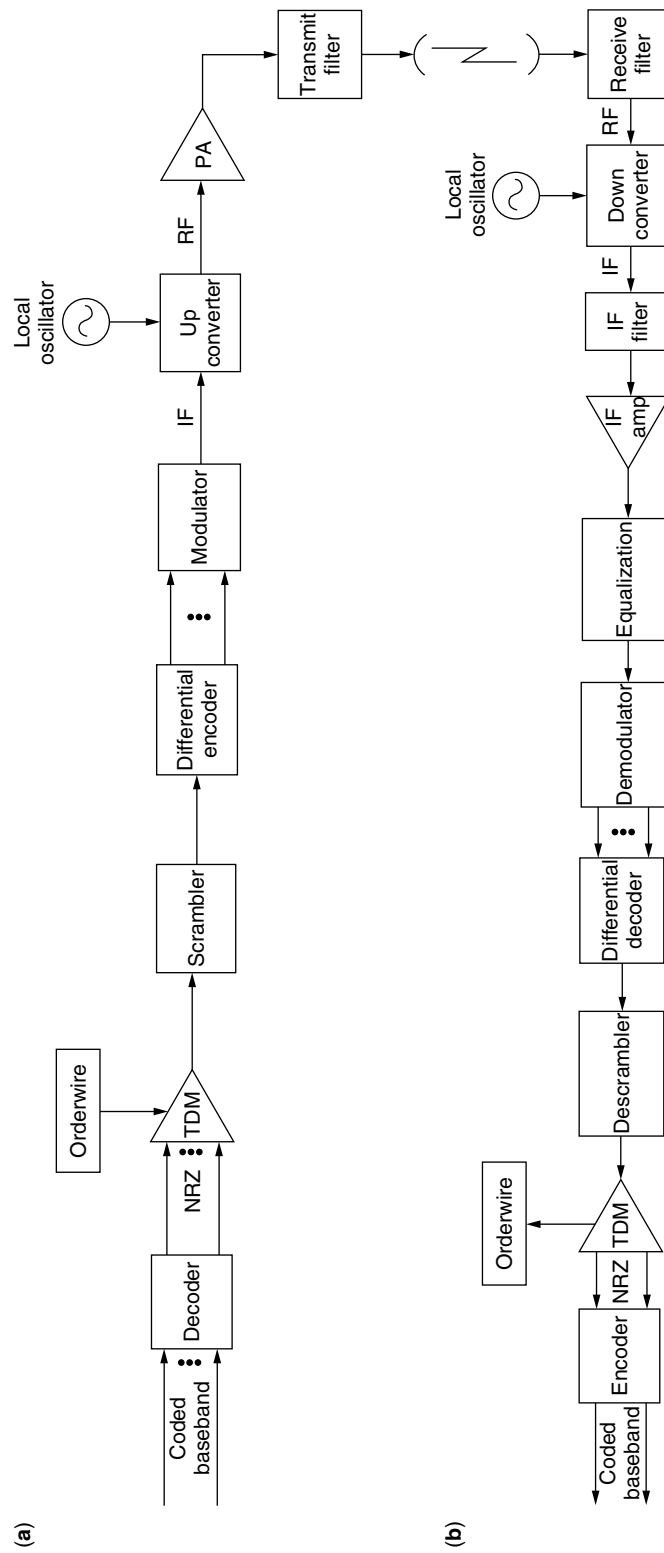 (a)
Coded
baseband
Decoder
NRZ
TDM
Orderwire
Scrambler
Differential
encoder
Modulator
IF
Up
converter
Local
oscillator
RF
PA
Transmit
filter
(b)
Receive
filter
RF
Down
converter
Local
oscillator
IF
IF
filter
IF
amp
Equalization
Demodulator
Differential
decoder
Descrambler
TDM
Orderwire
NRZ
Encoder
Coded
baseband